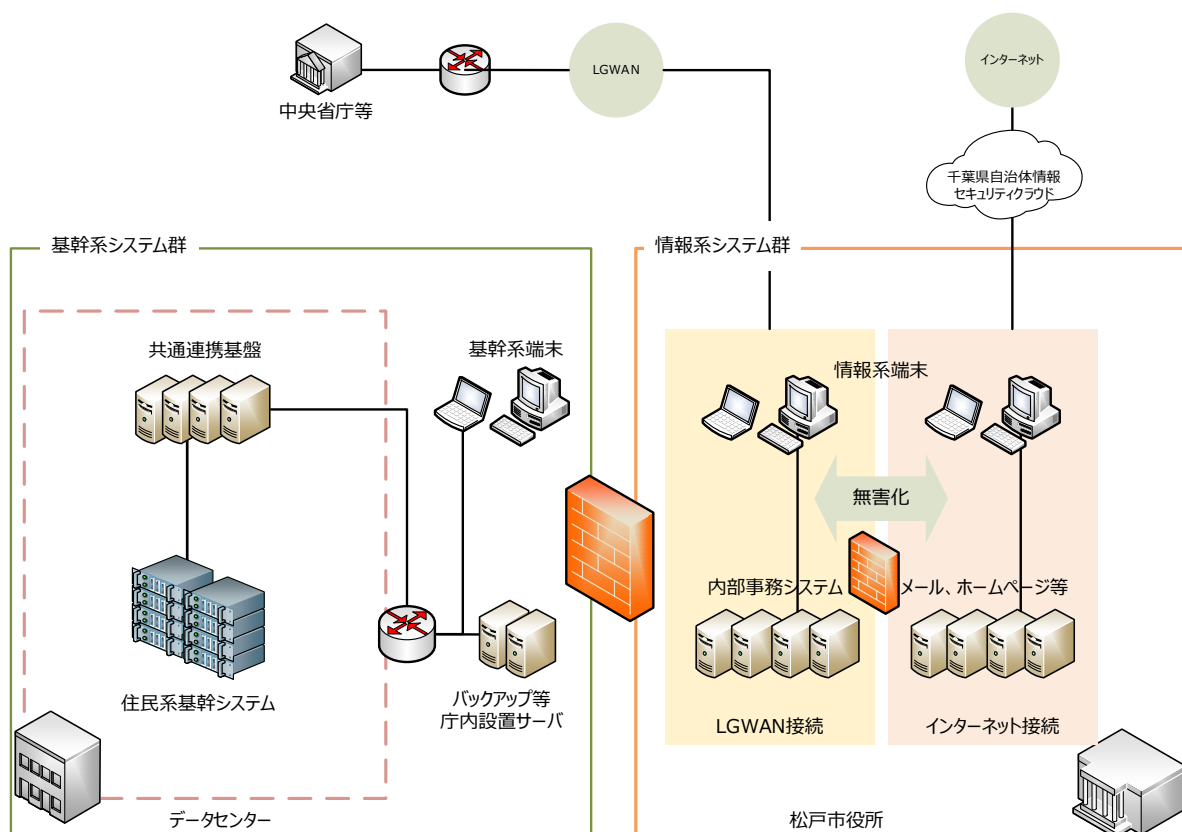 LGWAN
インターネット
中央省庁等
千葉県自治体情報
セキュリティクラウド
基幹系システム群
情報系システム群
共通連携基盤
基幹系端末
情報系端末
無害化
内部事務システム
メール、ホームページ等
住民系基幹システム
バックアップ等
庁内設置サーバ
LGWAN接続
インターネット接続
データセンター
松戸市役所